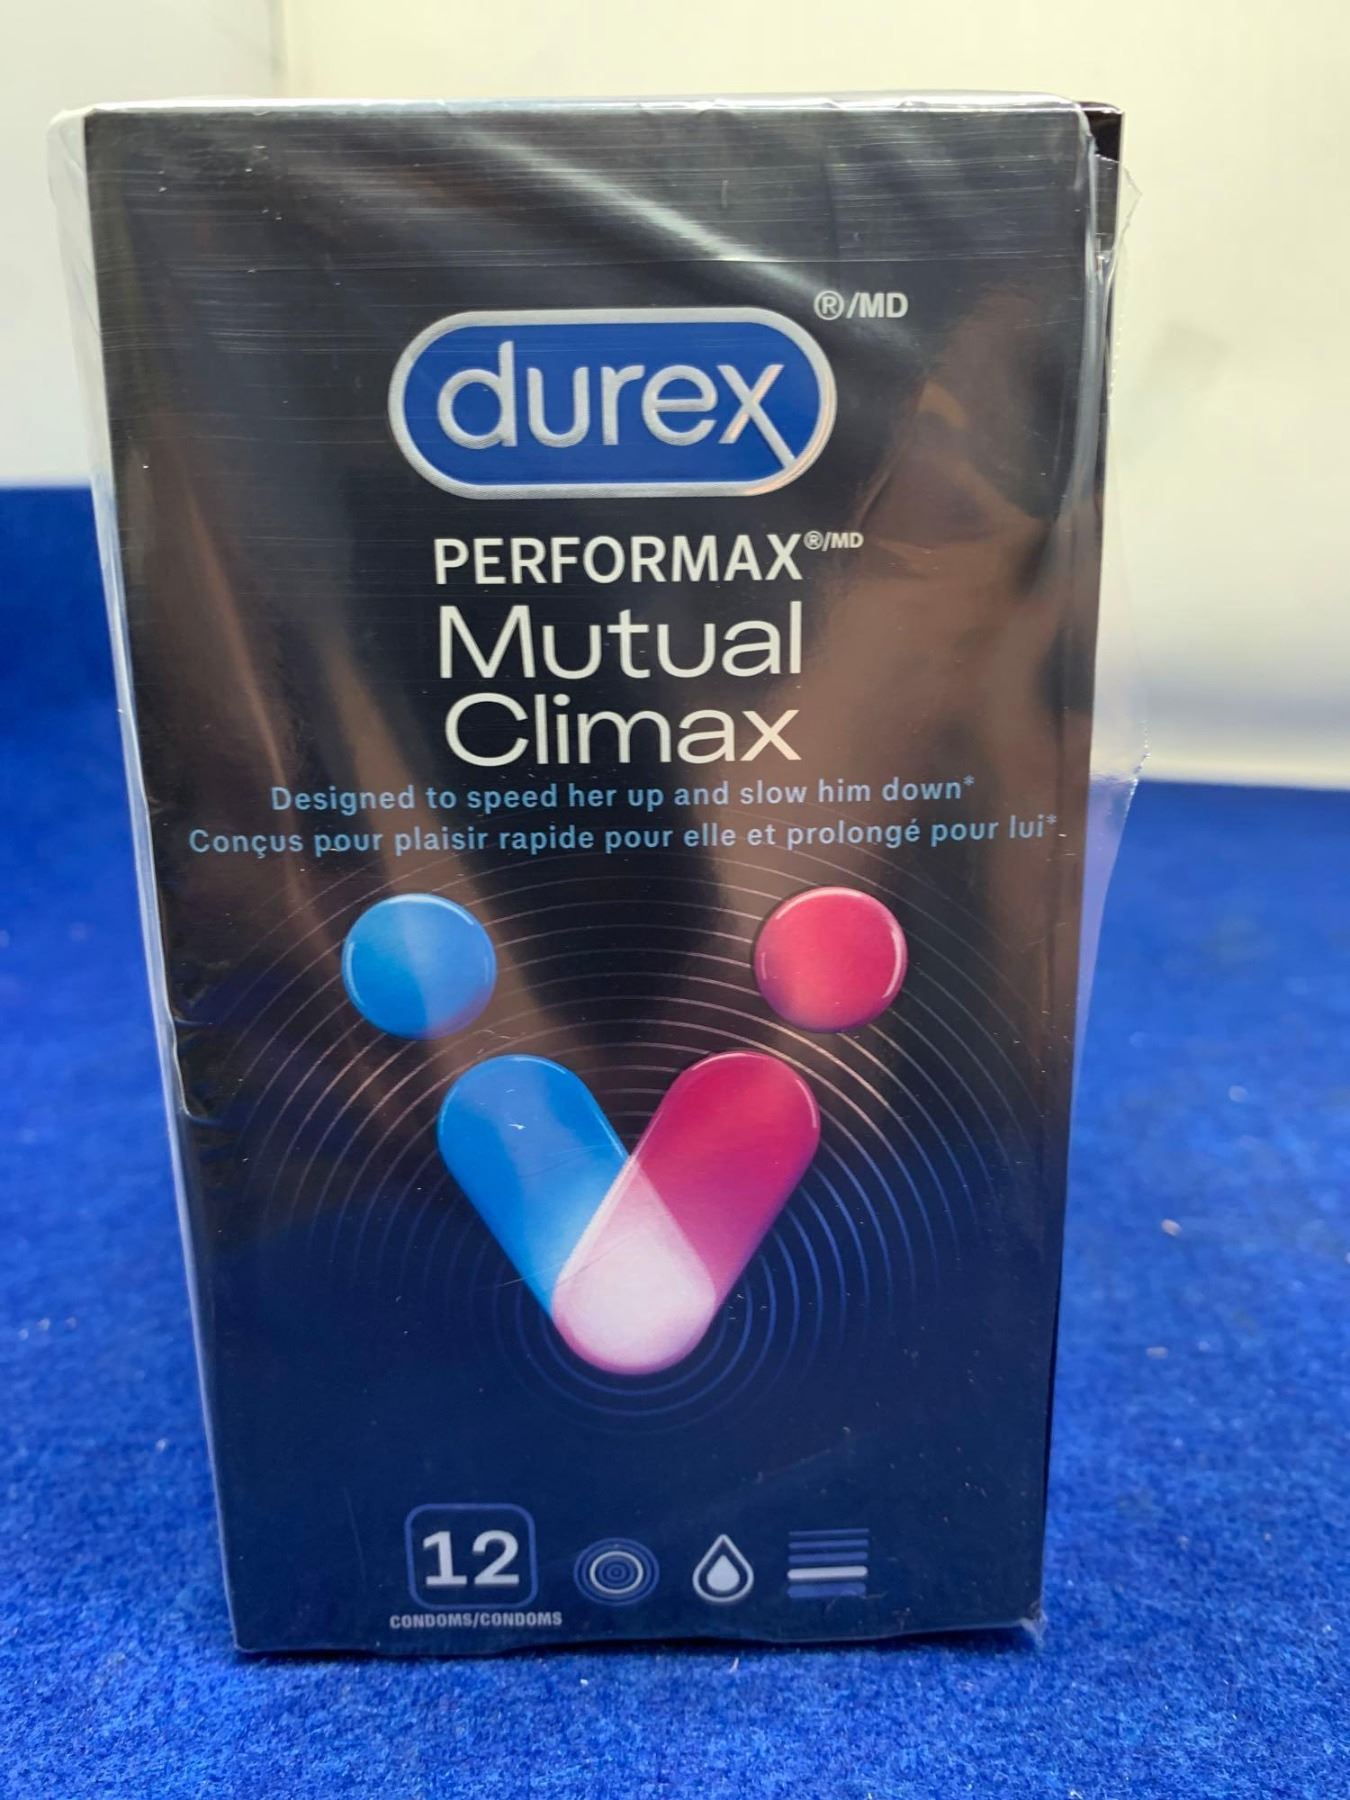 ®/MD
durex
PERFORMAX®/MD
Mutual
Climax
Designed to speed her up and slow him down*
Conçus pour plaisir rapide pour elle et prolongé pour lui*
12
CONDOMS/CONDOMS